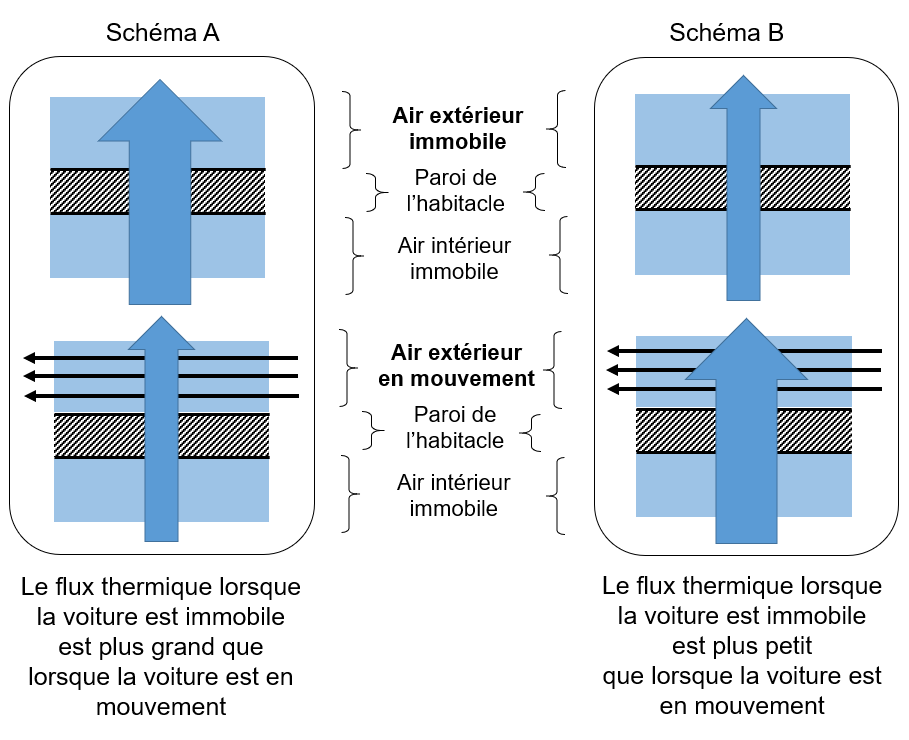 Schéma A
Schéma B
Air extérieur
immobile
Paroi de
l’habitacle
Air intérieur
immobile
Air extérieur
en mouvement
Paroi de
l’habitacle
Air intérieur
immobile
Le flux thermique lorsque
la voiture est immobile
est plus grand que
lorsque la voiture est en
mouvement
Le flux thermique lorsque
la voiture est immobile
est plus petit
que lorsque la voiture est
en mouvement